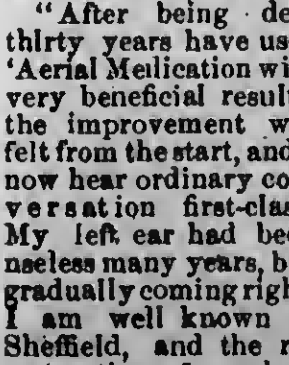 “After being de
thirty years have us
‘Aerial Meilication wi
very beneficial result
the improvement w
felt from the start, and
now hear ordinary co
versation first-clas
My left ear had bee
nseless many years, b
gradually coming righ
I am well known
Sheffield, and the r